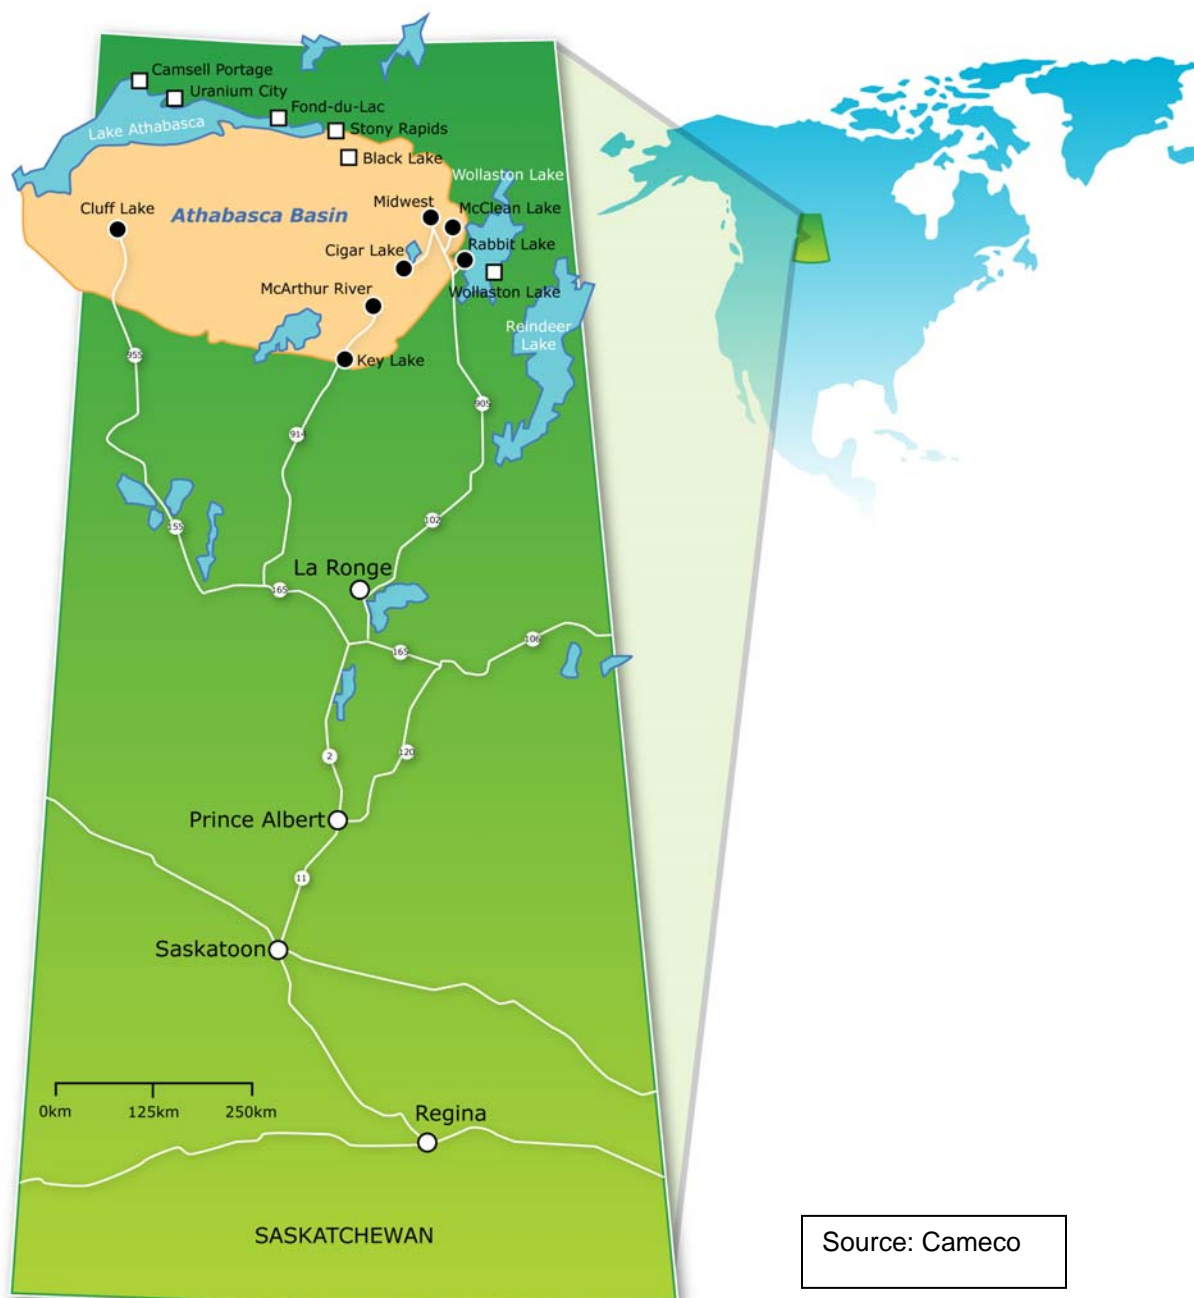 Camsell Portage
Uranium City
Fond-du-Lac
Lake Athabasca
Stony Rapids
Black Lake
Wollaston Lake
Cluff Lake
Athabasca Basin
Midwest
McClean Lake
Cigar Lake
Rabbit Lake
McArthur River
Wollaston Lake
Reindeer
Lake
955
Key Lake
905
914
155
102
La Ronge
165
165
106
2
120
Prince Albert
11
Saskatoon
0km
125km
250km
Regina
SASKATCHEWAN
Source: Cameco